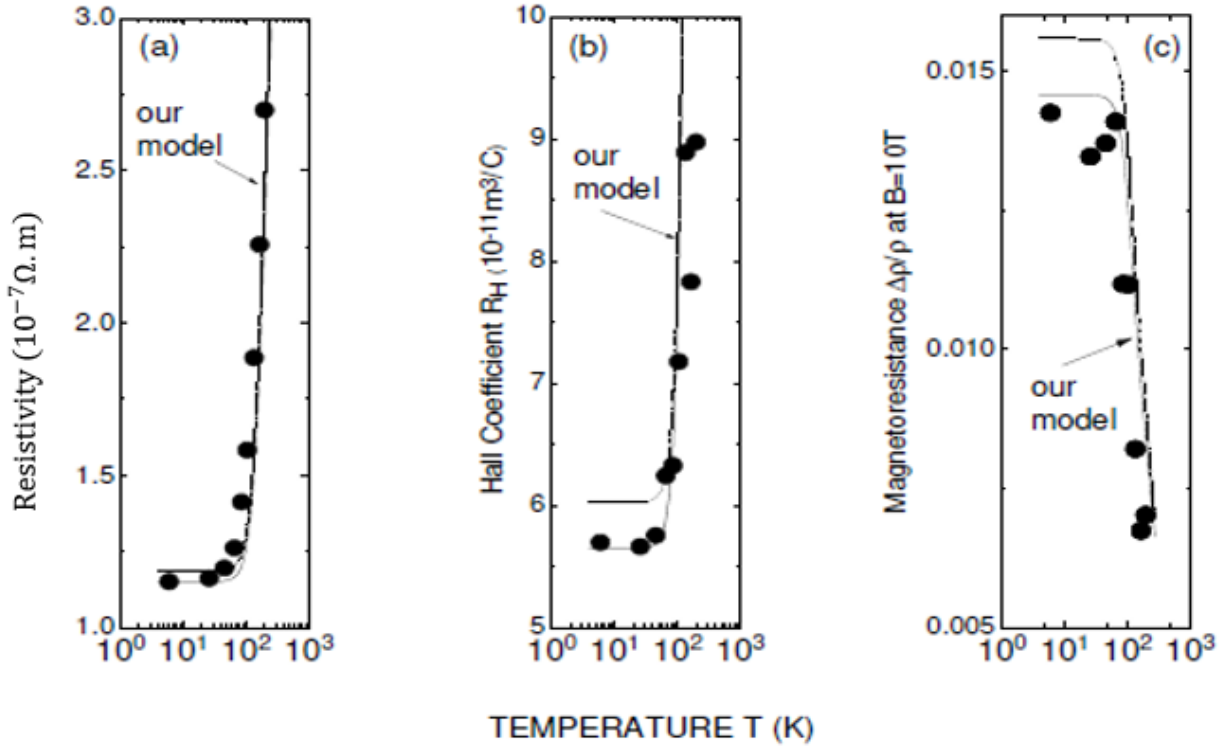 Resistivity (10⁻⁷Ω.m)
3.0
2.5
2.0
1.5
1.0
(a)
our
model
10⁰ 10¹ 10² 10³
Hall Coefficient R_H (10⁻¹¹m³/C)
10
9
8
7
6
5
(b)
our
model
10⁰ 10¹ 10² 10³
Magnetoresistance Δρ/ρ at B=10T
0.015
0.010
0.005
(c)
our
model
10⁰ 10¹ 10² 10³
TEMPERATURE T (K)